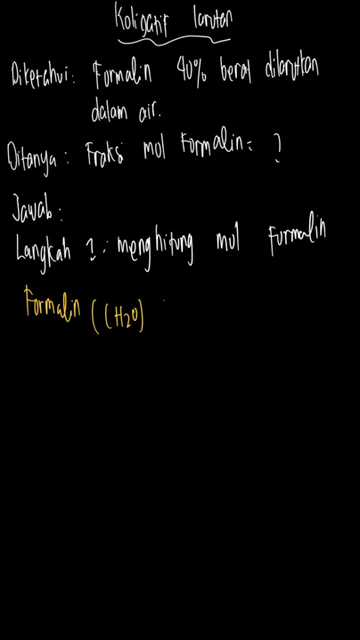 Koligatif larutan
Diketahui: Formalin 40% berat dilarutkan
dalam air.
Ditanya: Fraksi mol Formalin = ?
Jawab:
Langkah 1: menghitung mol Formalin
Formalin ((H2O)